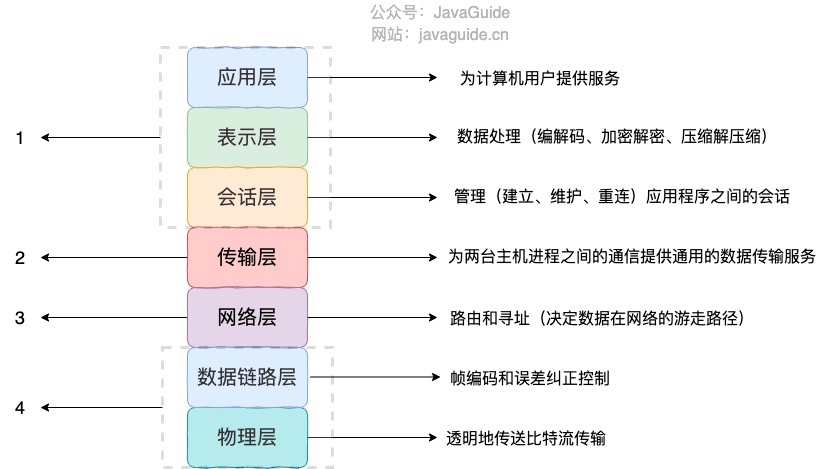 公众号：JavaGuide
网站：javaguide.cn
应用层 为计算机用户提供服务
1 表示层 数据处理（编解码、加密解密、压缩解压缩）
会话层 管理（建立、维护、重连）应用程序之间的会话
2 传输层 为两台主机进程之间的通信提供通用的数据传输服务
3 网络层 路由和寻址（决定数据在网络的游走路径）
数据链路层 帧编码和误差纠正控制
4
物理层 透明地传送比特流传输